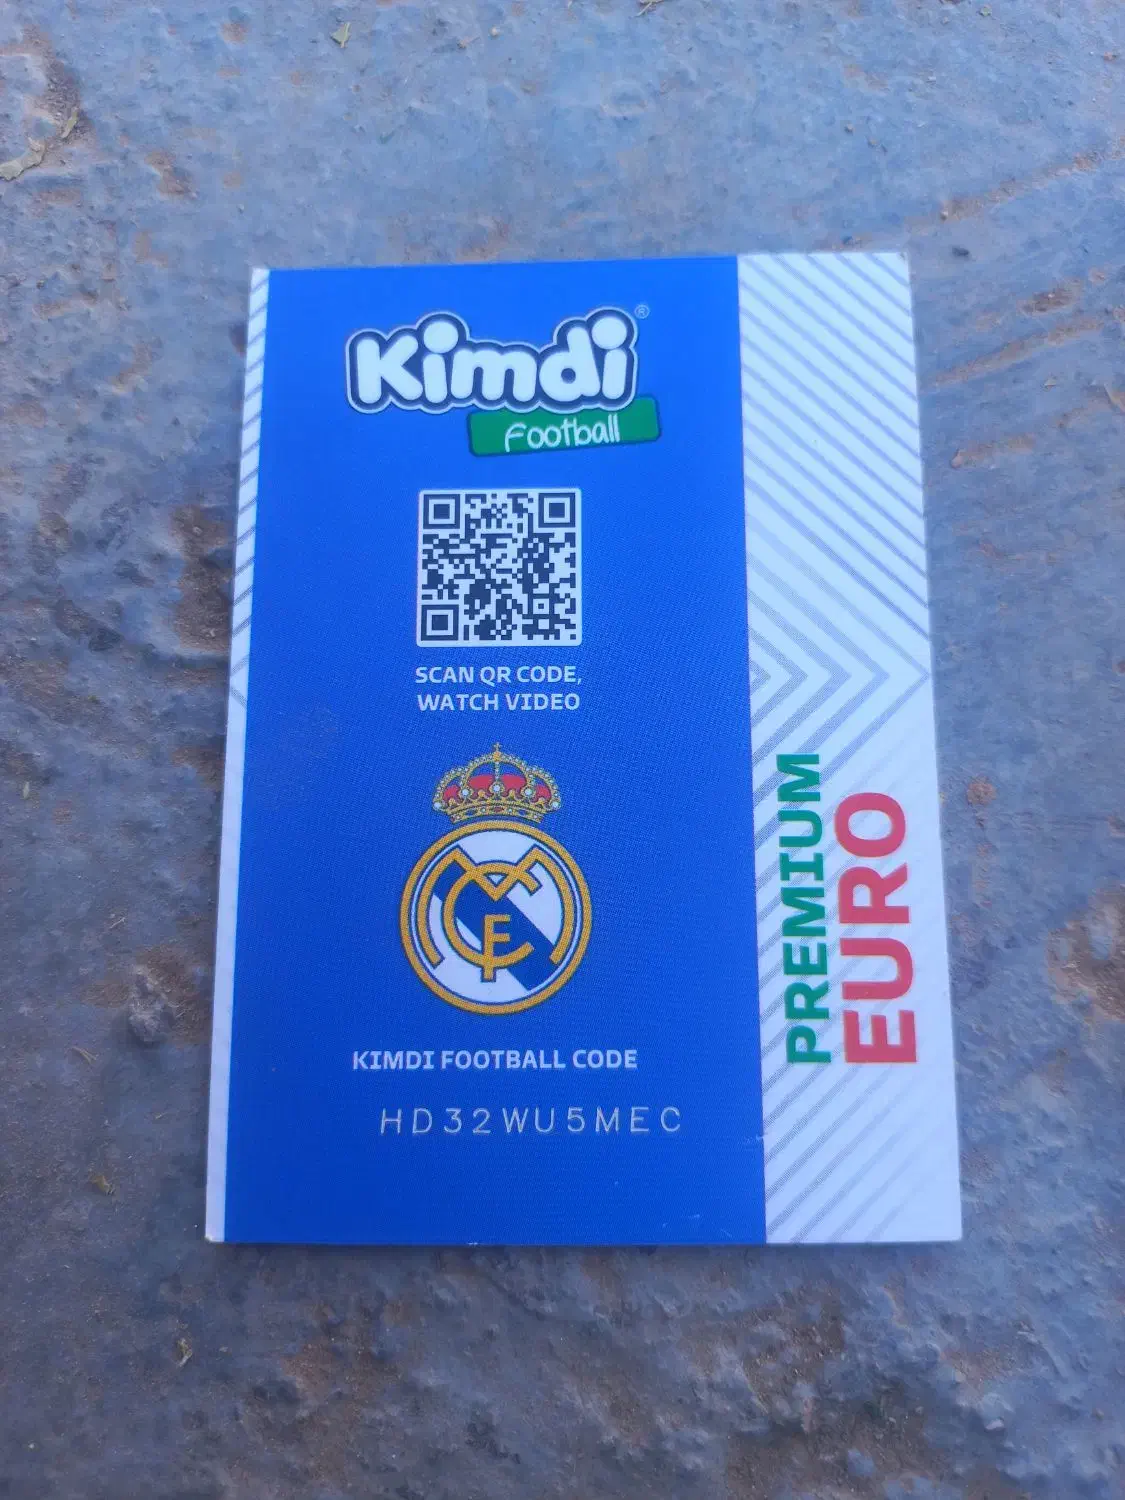 Kimdi®
Football
SCAN QR CODE,
WATCH VIDEO
KIMDI FOOTBALL CODE
HD32WU5MEC
PREMIUM
EURO